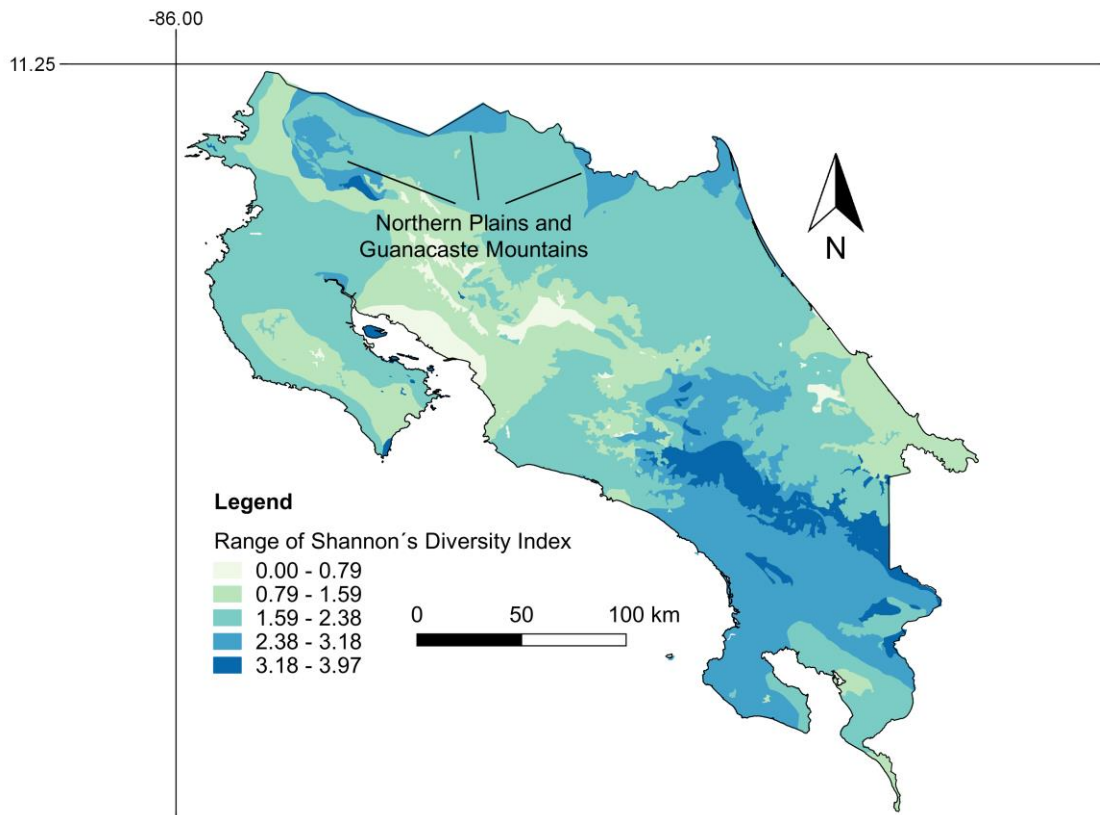 -86.00
11.25
Northern Plains and
Guanacaste Mountains
N
Legend
Range of Shannon´s Diversity Index
0.00 - 0.79
0.79 - 1.59
1.59 - 2.38
2.38 - 3.18
3.18 - 3.97
0 50 100 km